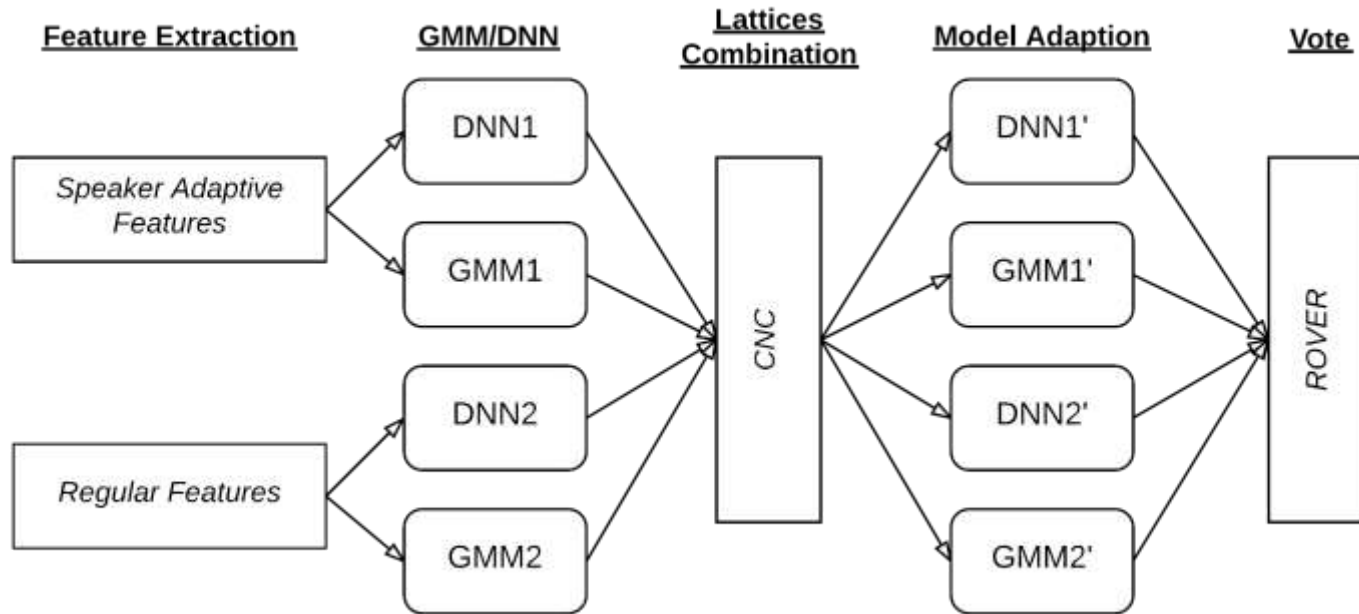 Feature Extraction
GMM/DNN
Lattices
Combination
Model Adaption
Vote
Speaker Adaptive
Features
Regular Features
DNN1
GMM1
DNN2
GMM2
CNC
DNN1'
GMM1'
DNN2'
GMM2'
ROVER